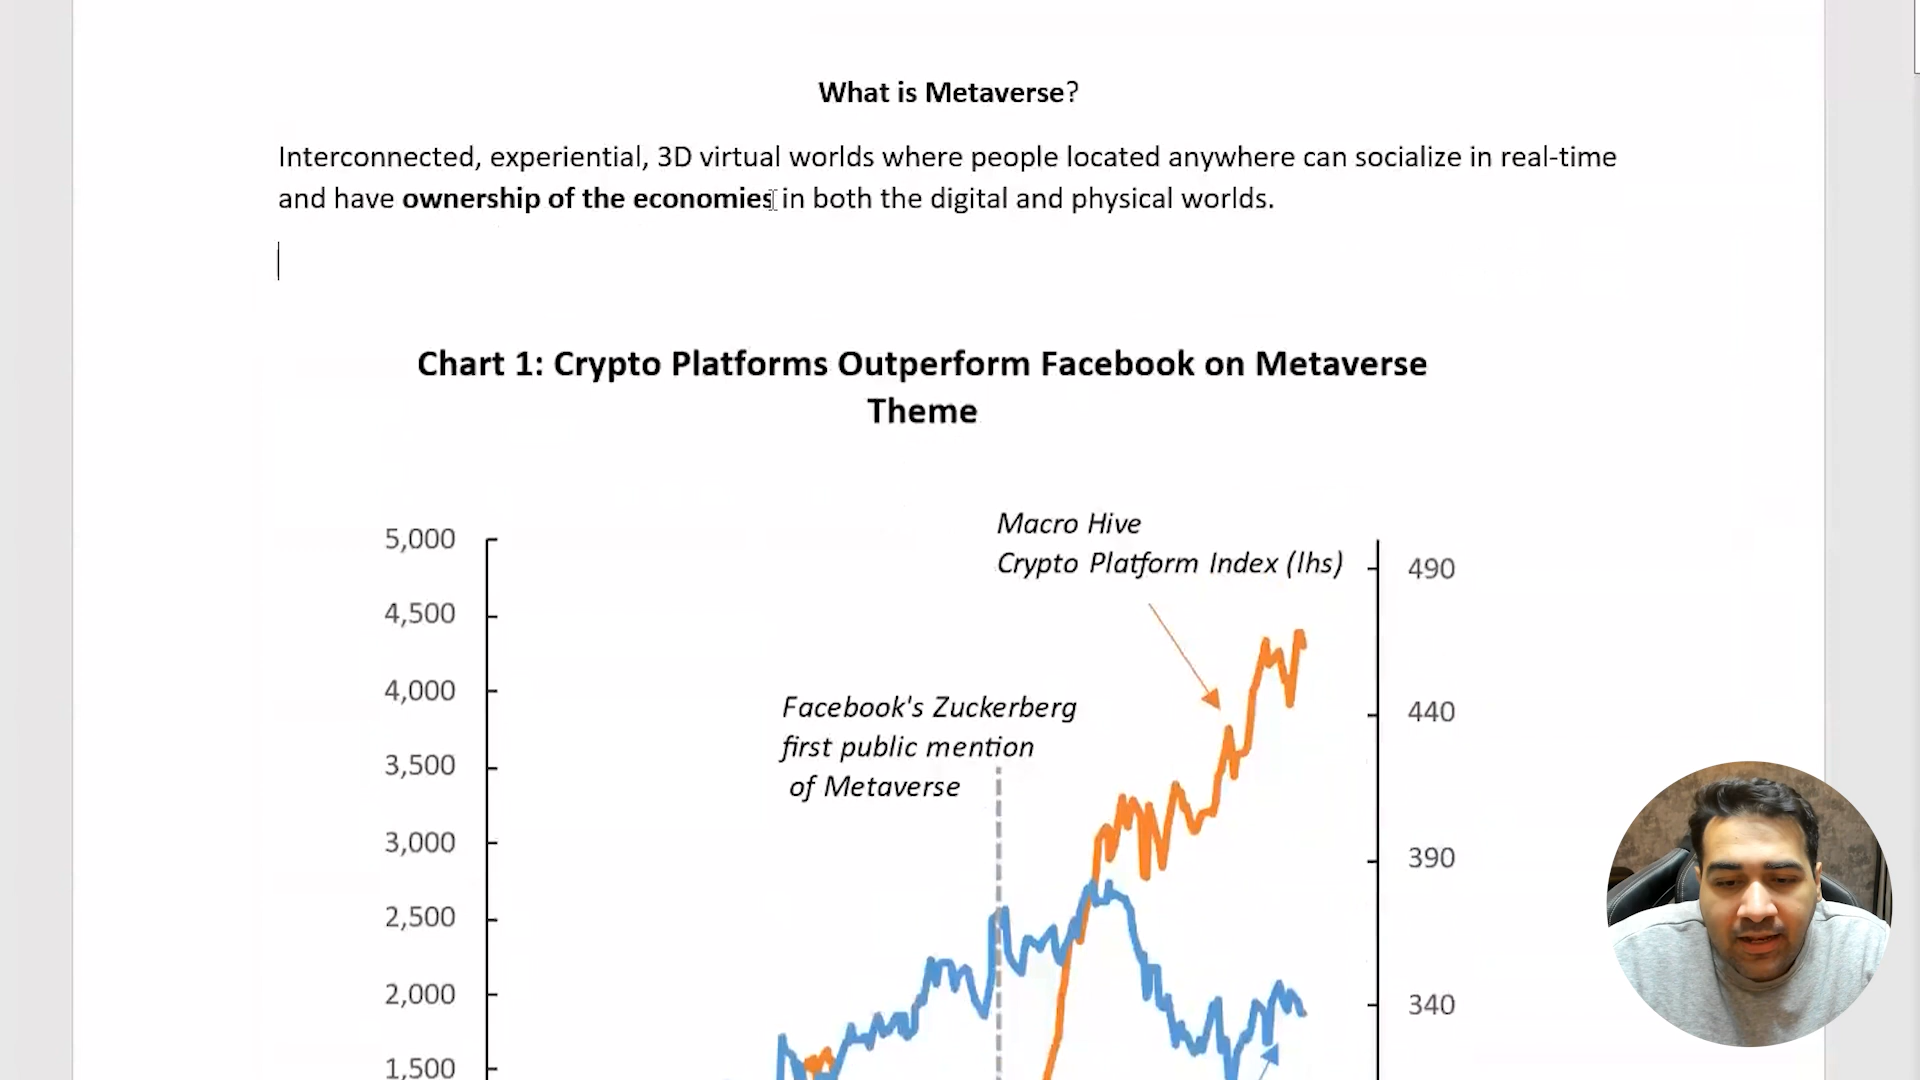 What is Metaverse?
Interconnected, experiential, 3D virtual worlds where people located anywhere can socialize in real-time
and have ownership of the economies in both the digital and physical worlds.
Chart 1: Crypto Platforms Outperform Facebook on Metaverse
Theme
Macro Hive
Crypto Platform Index (lhs)
5,000
490
4,500
4,000
440
Facebook's Zuckerberg
first public mention
of Metaverse
3,500
3,000
390
2,500
2,000
340
1,500